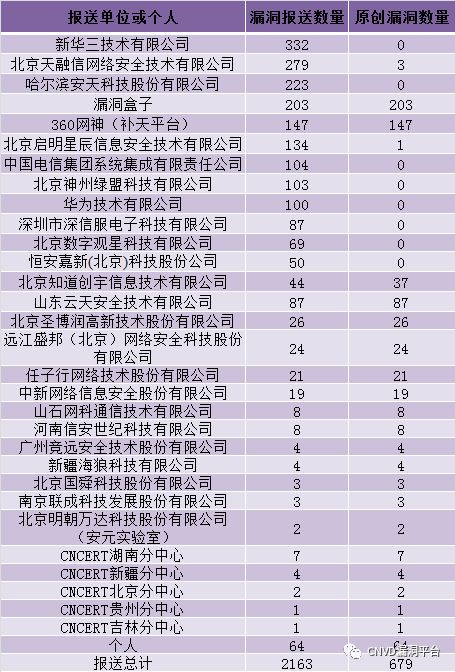 报送单位或个人 漏洞报送数量 原创漏洞数量
新华三技术有限公司 332 0
北京天融信网络安全技术有限公司 279 3
哈尔滨安天科技股份有限公司 223 0
漏洞盒子 203 203
360网神（补天平台） 147 147
北京启明星辰信息安全技术有限公司 134 1
中国电信集团系统集成有限责任公司 104 0
北京神州绿盟科技有限公司 103 0
华为技术有限公司 100 0
深圳市深信服电子科技有限公司 87 0
北京数字观星科技有限公司 69 0
恒安嘉新(北京)科技股份公司 50 0
北京知道创宇信息技术有限公司 44 37
山东云天安全技术有限公司 87 87
北京圣博润高新技术股份有限公司 26 26
远江盛邦（北京）网络安全科技股份
有限公司 24 24
任子行网络技术股份有限公司 21 21
中新网络信息安全股份有限公司 19 19
山石网科通信技术有限公司 8 8
河南信安世纪科技有限公司 8 8
广州竞远安全技术股份有限公司 4 4
新疆海狼科技有限公司 4 4
北京国舜科技股份有限公司 3 3
南京联成科技发展股份有限公司 3 3
北京明朝万达科技股份有限公司
（安元实验室） 2 2
CNCERT湖南分中心 7 7
CNCERT新疆分中心 4 4
CNCERT北京分中心 2 2
CNCERT贵州分中心 1 1
CNCERT吉林分中心 1 1
个人 64 64
报送总计 2163 679
CNVD漏洞平台